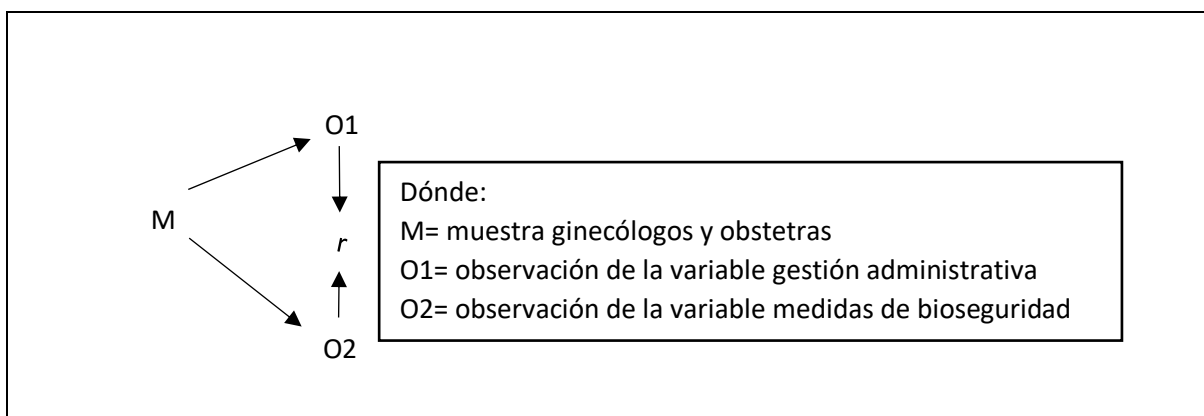 O1
M
r
O2
Dónde:
M= muestra ginecólogos y obstetras
O1= observación de la variable gestión administrativa
O2= observación de la variable medidas de bioseguridad